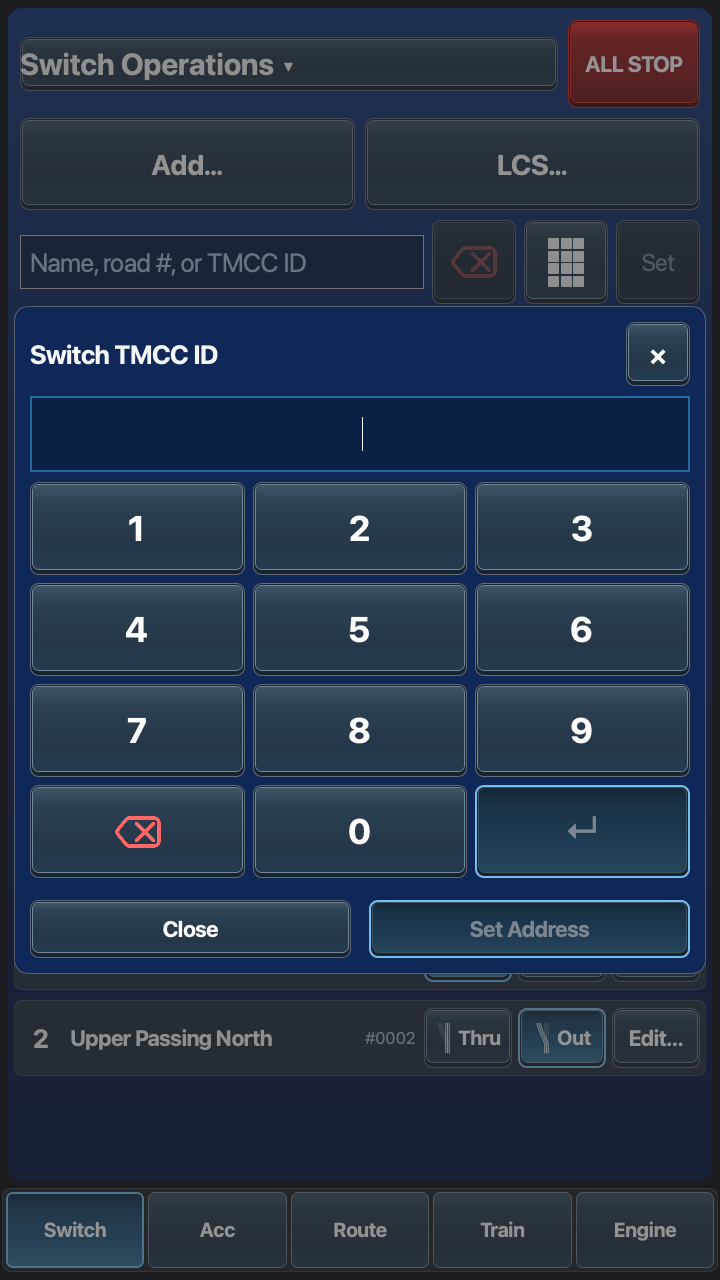 Switch Operations ▾
ALL STOP
Add...
LCS...
Name, road #, or TMCC ID
Set
Switch TMCC ID
×
1 2 3
4 5 6
7 8 9
0
Close
Set Address
2 Upper Passing North #0002 Thru Out Edit...
Switch Acc Route Train Engine